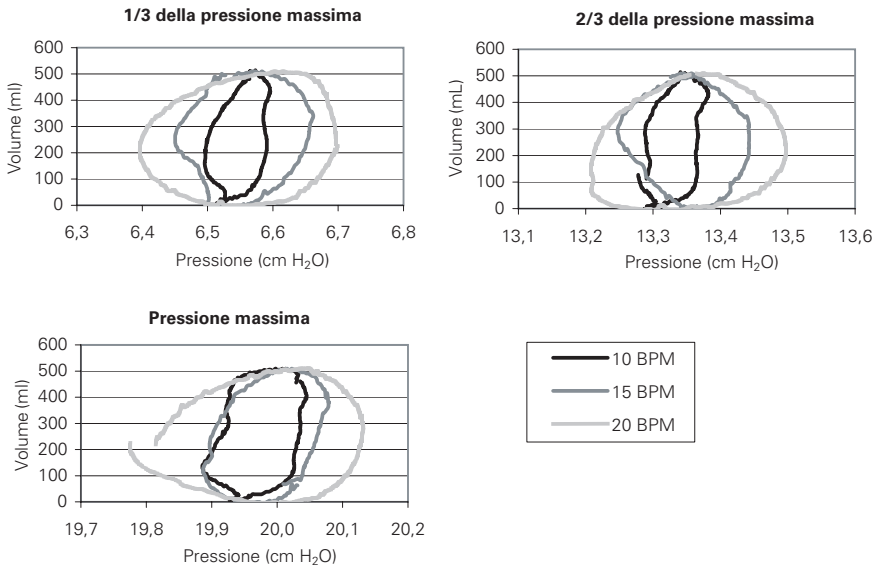 1/3 della pressione massima
600
500
400
300
200
100
0
Volume (ml)
6,3 6,4 6,5 6,6 6,7 6,8
Pressione (cm H₂O)
2/3 della pressione massima
600
500
400
300
200
100
0
Volume (mL)
13,1 13,2 13,3 13,4 13,5 13,6
Pressione (cm H₂O)
Pressione massima
600
500
400
300
200
100
0
Volume (ml)
19,7 19,8 19,9 20,0 20,1 20,2
Pressione (cm H₂O)
10 BPM
15 BPM
20 BPM